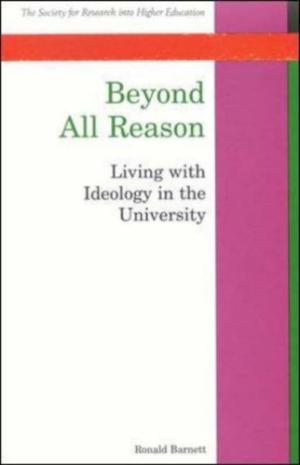 The Society for Research into Higher Education
Beyond
All Reason
Living with
Ideology in the
University
Ronald Barnett